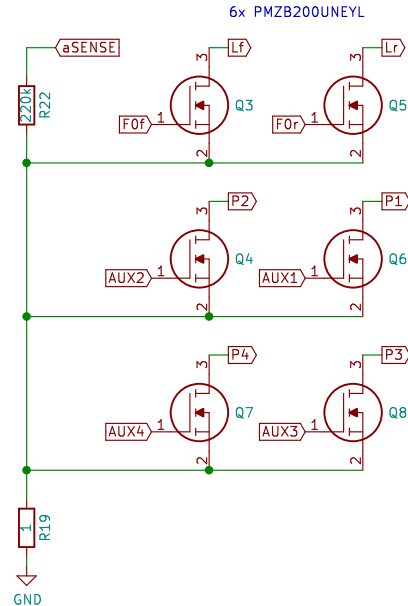 6x PMZB200UNEYL
aSENSE
3 Lf
3 Lr
220k
R22
Q3
Q5
F0f 1
F0r 1
2
2
3 P2
3 P1
Q4
Q6
AUX2 1
AUX1 1
2
2
3 P4
3 P3
Q7
Q8
AUX4 1
AUX3 1
2
2
1
R19
GND